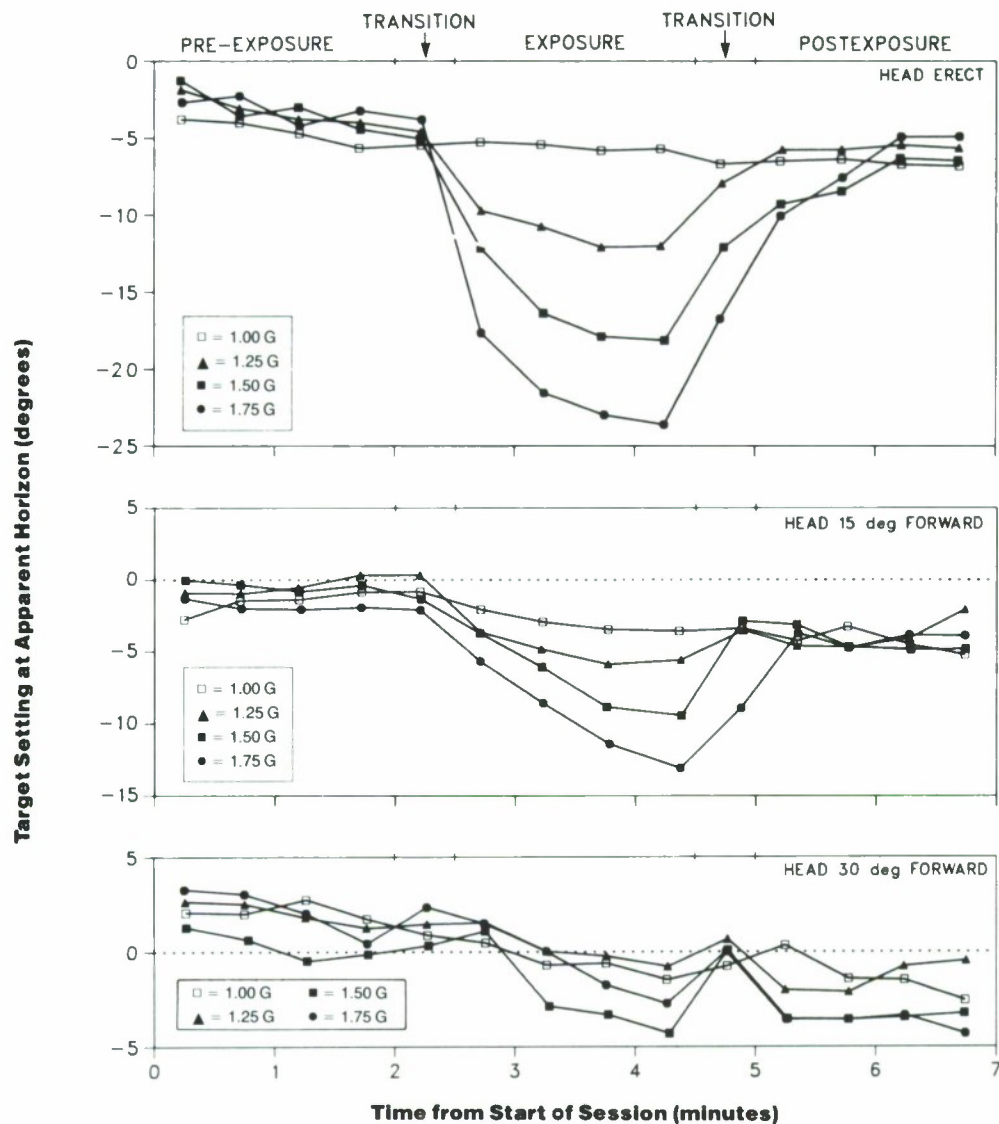 TRANSITION TRANSITION
PRE-EXPOSURE EXPOSURE POSTEXPOSURE
HEAD ERECT
0
-5
-10
-15
-20
-25
□ = 1.00 G
▲ = 1.25 G
■ = 1.50 G
● = 1.75 G
Target Setting at Apparent Horizon (degrees)
HEAD 15 deg FORWARD
5
0
-5
-10
-15
□ = 1.00 G
▲ = 1.25 G
■ = 1.50 G
● = 1.75 G
HEAD 30 deg FORWARD
5
0
-5
□ = 1.00 G ■ = 1.50 G
▲ = 1.25 G ● = 1.75 G
0 1 2 3 4 5 6 7
Time from Start of Session (minutes)